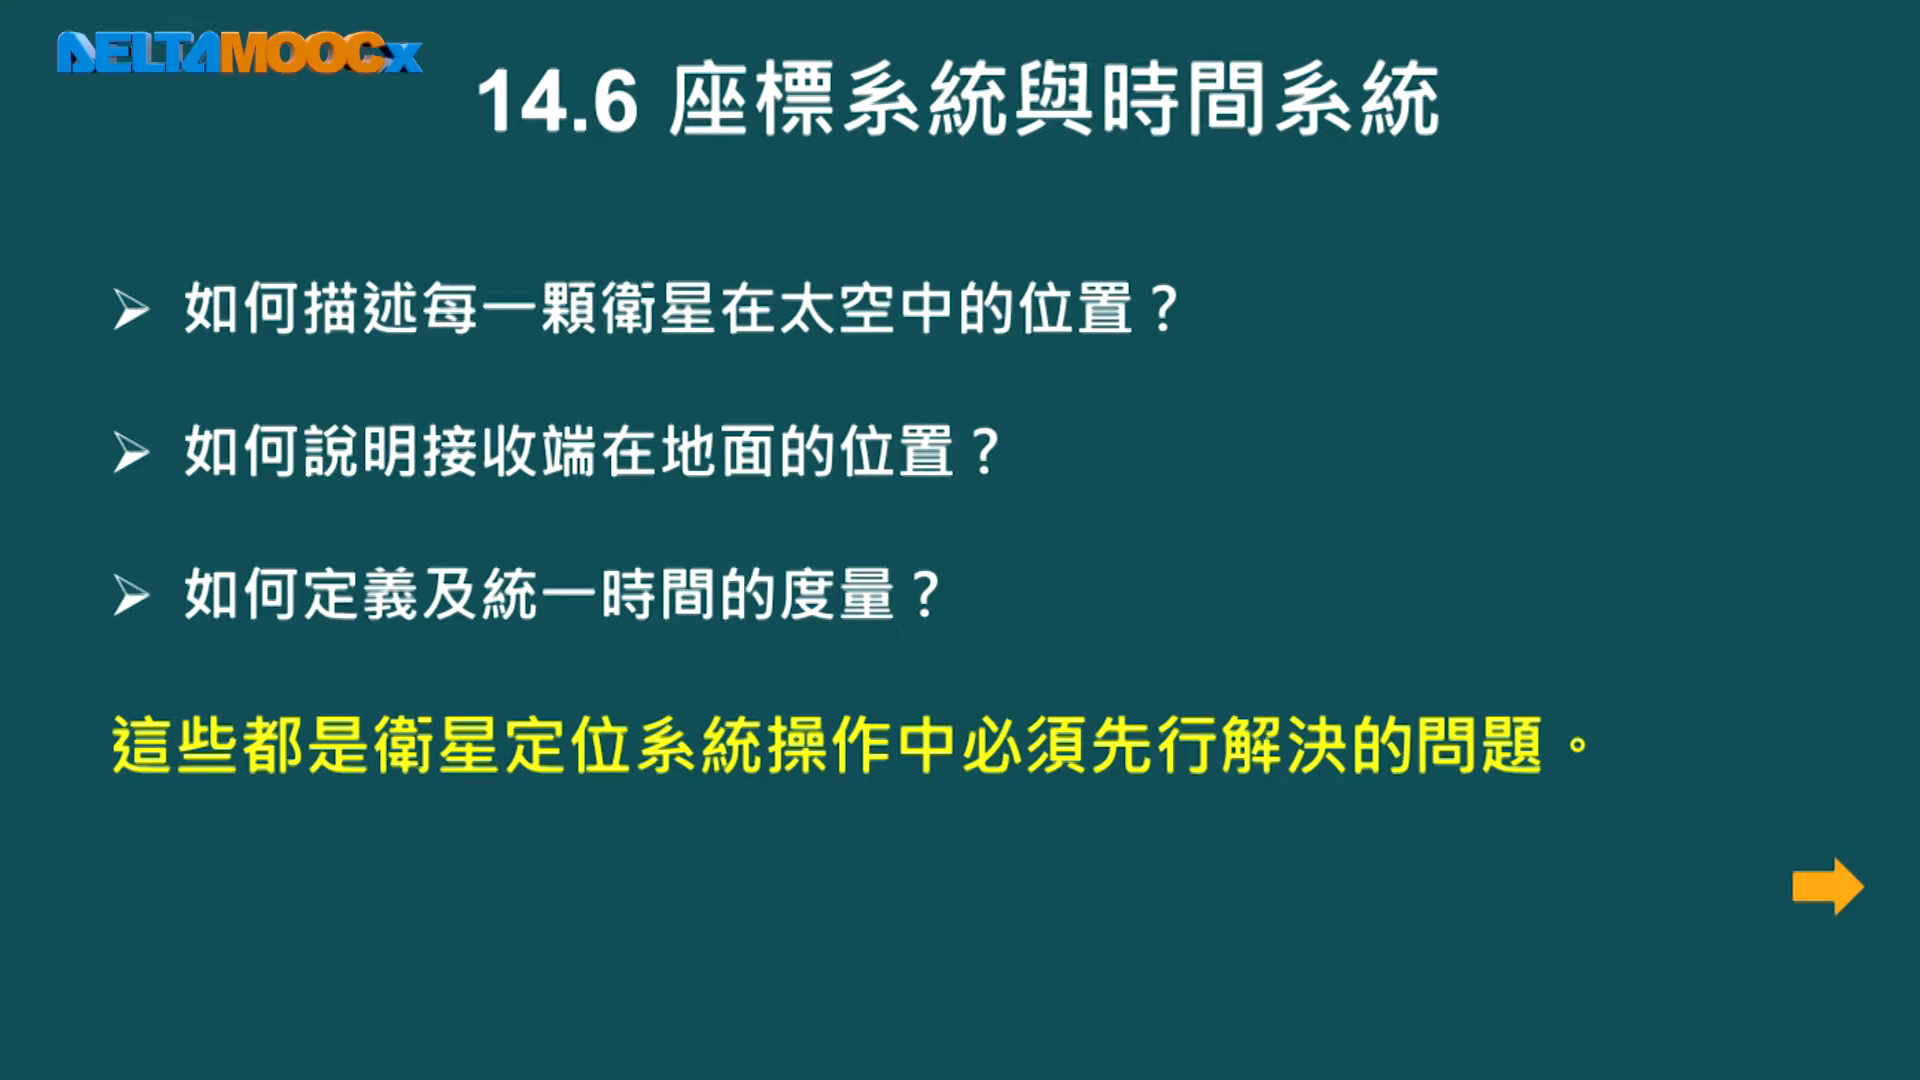 DELTAMOOCx
14.6 座標系統與時間系統
➢ 如何描述每一顆衛星在太空中的位置？
➢ 如何說明接收端在地面的位置？
➢ 如何定義及統一時間的度量？
這些都是衛星定位系統操作中必須先行解決的問題。